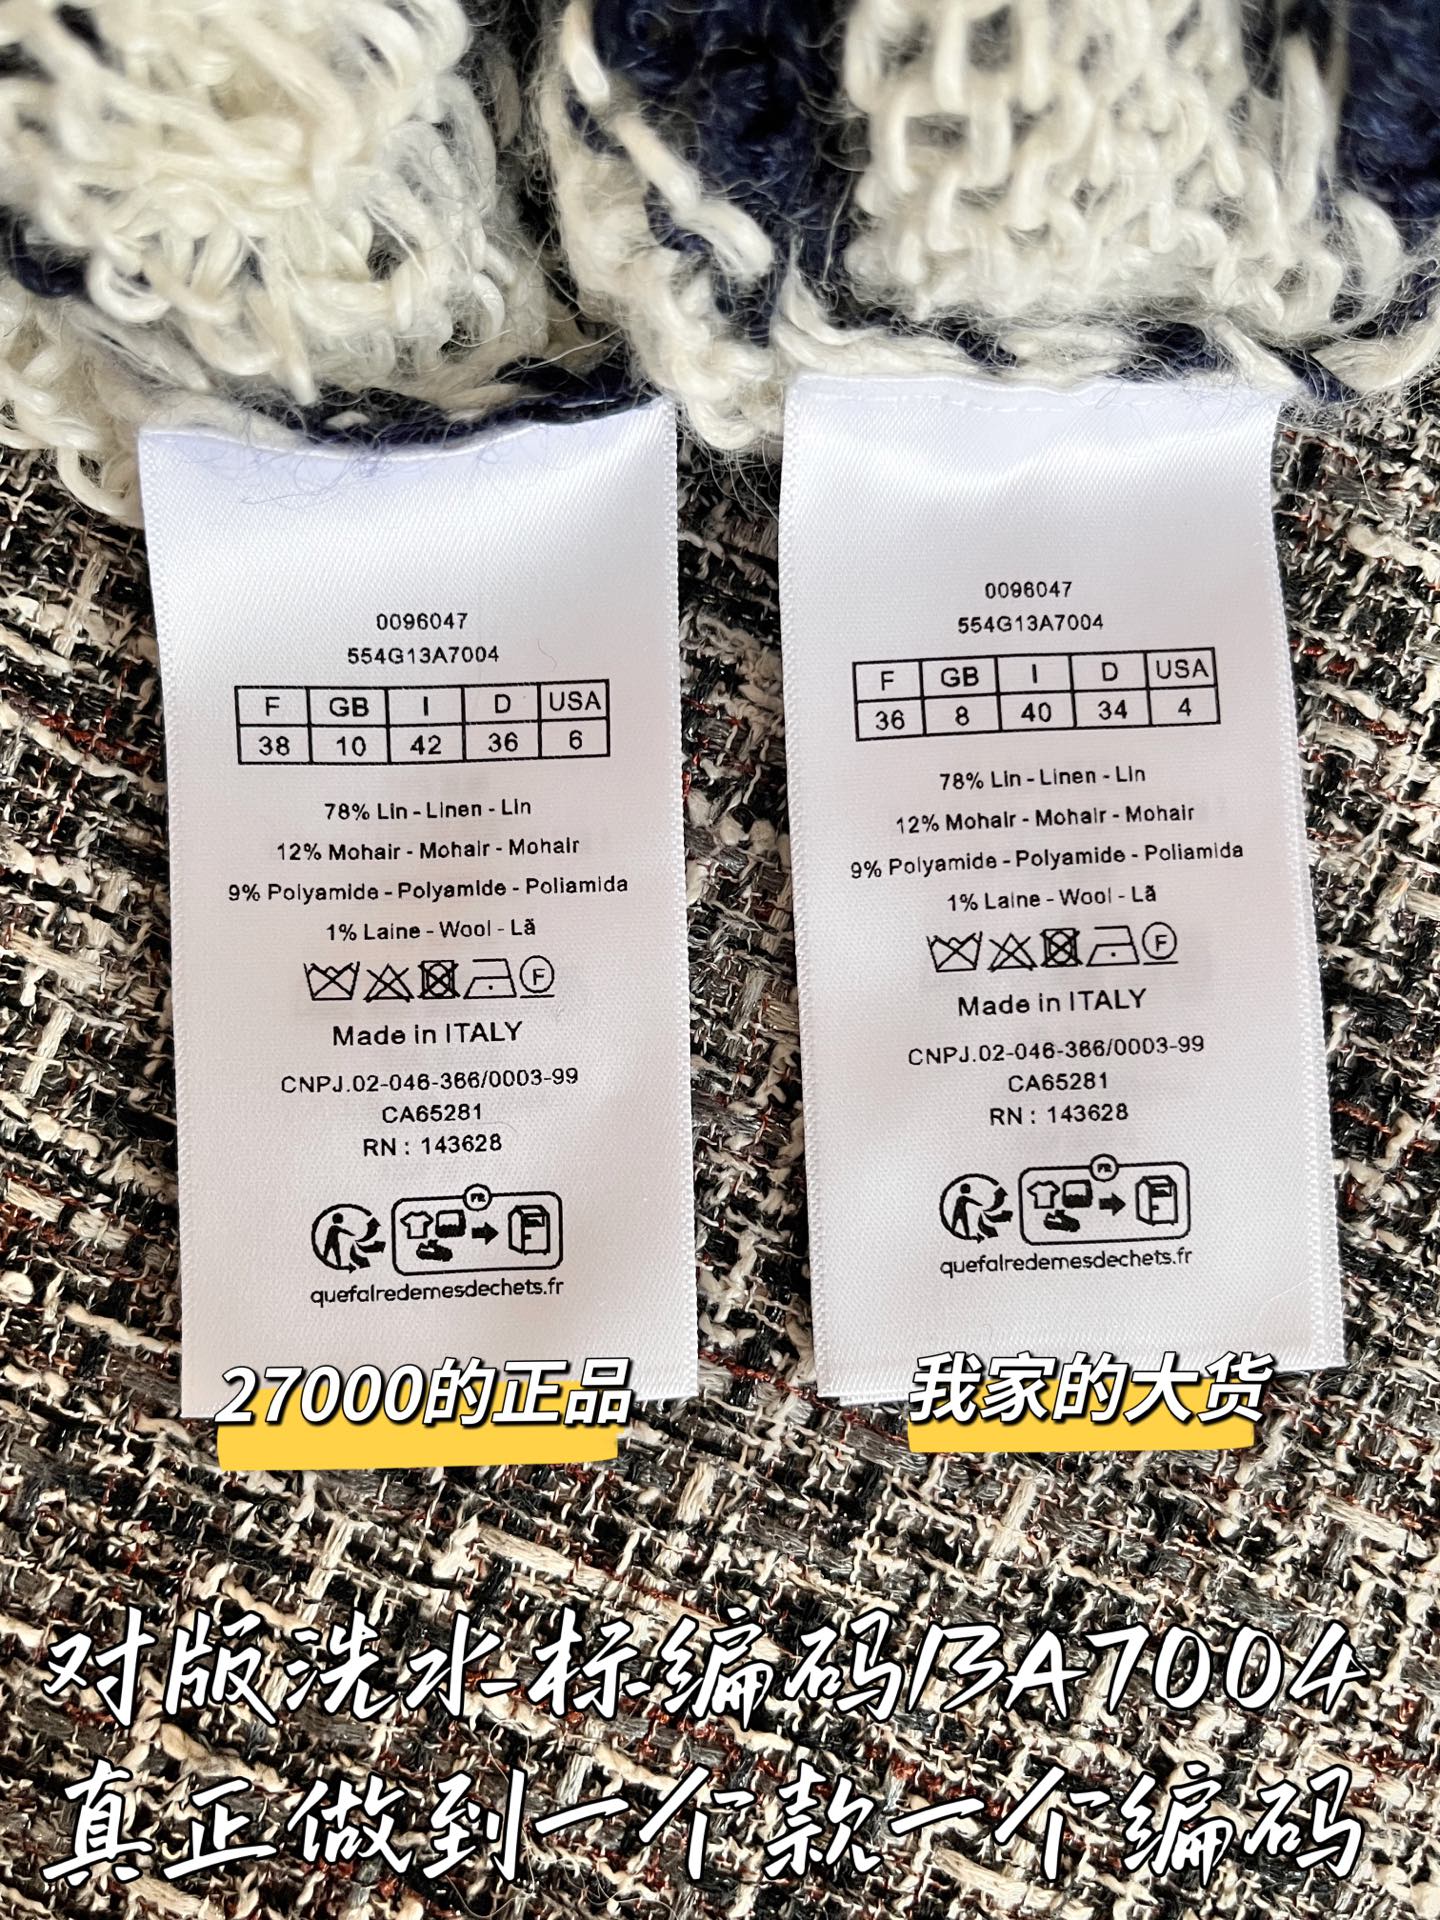 0096047
554G13A7004
F GB I D USA
38 10 42 36 6
78% Lin - Linen - Lin
12% Mohair - Mohair - Mohair
9% Polyamide - Polyamide - Poliamida
1% Laine - Wool - Lã
F
Made in ITALY
CNPJ.02-046-366/0003-99
CA65281
RN : 143628
FR
quefairedemesdechets.fr
27000的正品
0096047
554G13A7004
F GB I D USA
36 8 40 34 4
78% Lin - Linen - Lin
12% Mohair - Mohair - Mohair
9% Polyamide - Polyamide - Poliamida
1% Laine - Wool - Lã
F
Made in ITALY
CNPJ.02-046-366/0003-99
CA65281
RN : 143628
FR
quefairedemesdechets.fr
我家的大货
对版洗水标编码13A7004
真正做到一个款一个编码